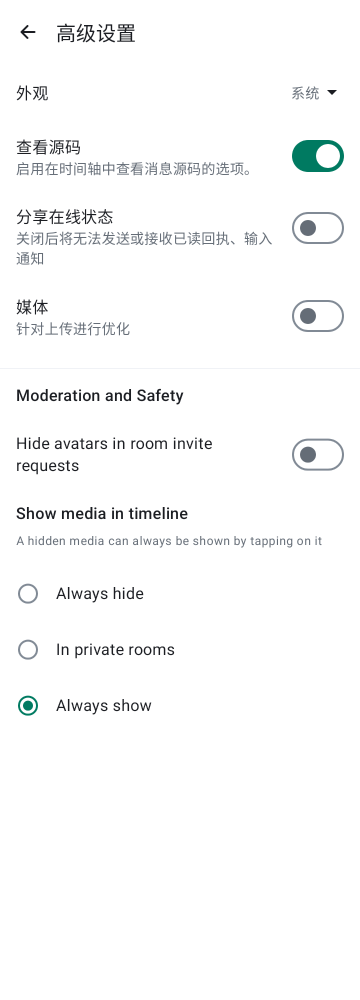 高级设置
外观
系统
查看源码
启用在时间轴中查看消息源码的选项。
分享在线状态
关闭后将无法发送或接收已读回执、输入
通知
媒体
针对上传进行优化
Moderation and Safety
Hide avatars in room invite
requests
Show media in timeline
A hidden media can always be shown by tapping on it
Always hide
In private rooms
Always show